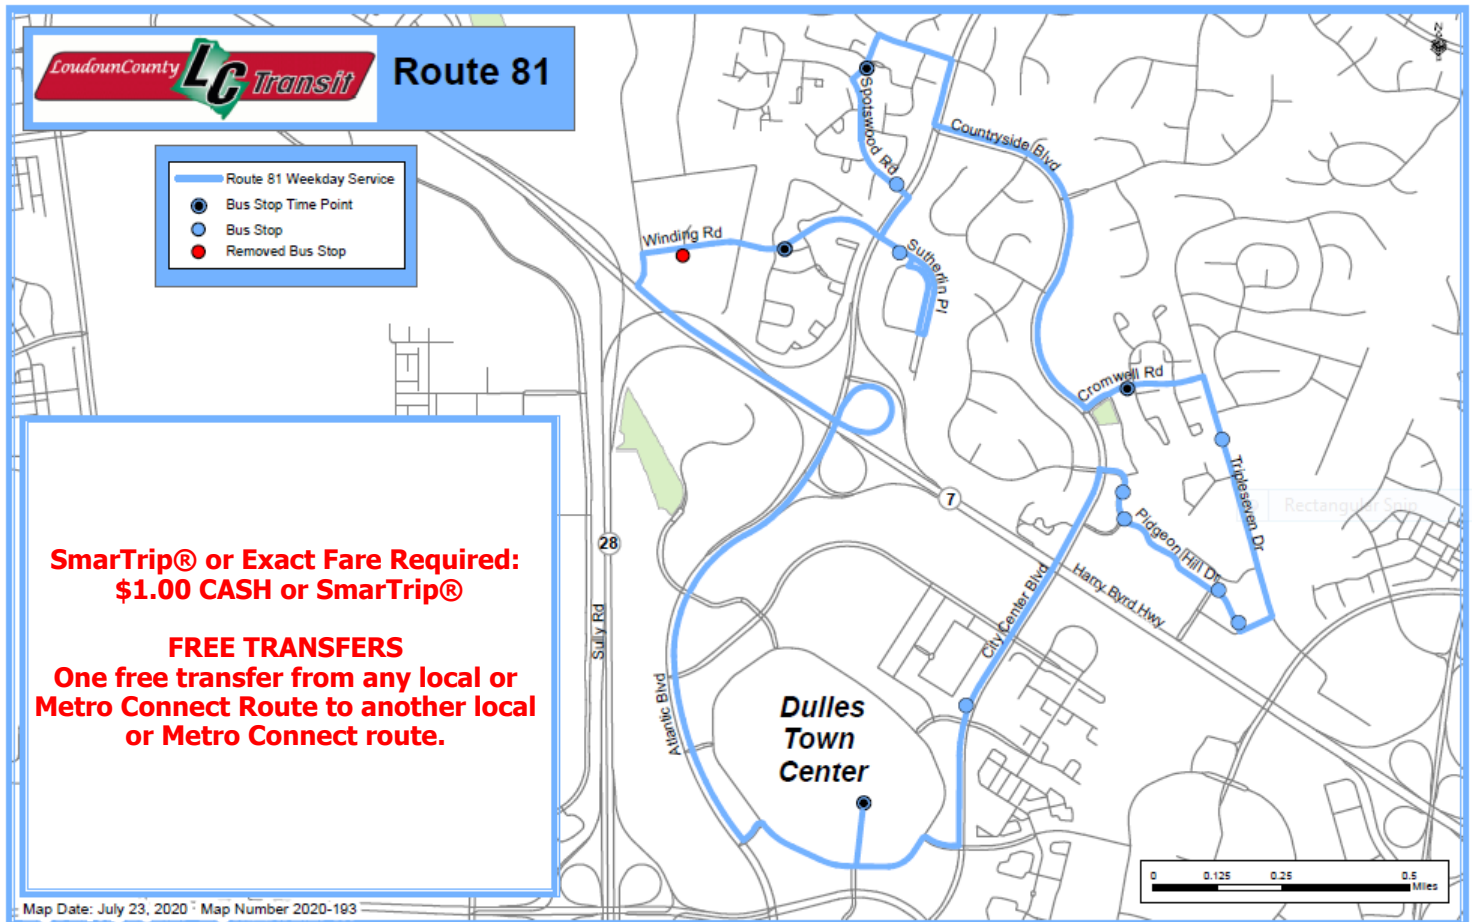 LoudounCounty LC Transit
Route 81
Route 81 Weekday Service
Bus Stop Time Point
Bus Stop
Removed Bus Stop
Spotswood Rd
Countryside Blvd
Winding Rd
Sutherlin Pl
Cromwell Rd
Tripleseven Dr
Rectangular Snip
7
Pidgeon Hill Dr
28
Harry Byrd Hwy
City Center Blvd
Sully Rd
Atlantic Blvd
Dulles
Town
Center
SmarTrip® or Exact Fare Required:
$1.00 CASH or SmarTrip®
FREE TRANSFERS
One free transfer from any local or
Metro Connect Route to another local
or Metro Connect route.
0 0.125 0.25 0.5
Miles
Map Date: July 23, 2020 · Map Number 2020-193